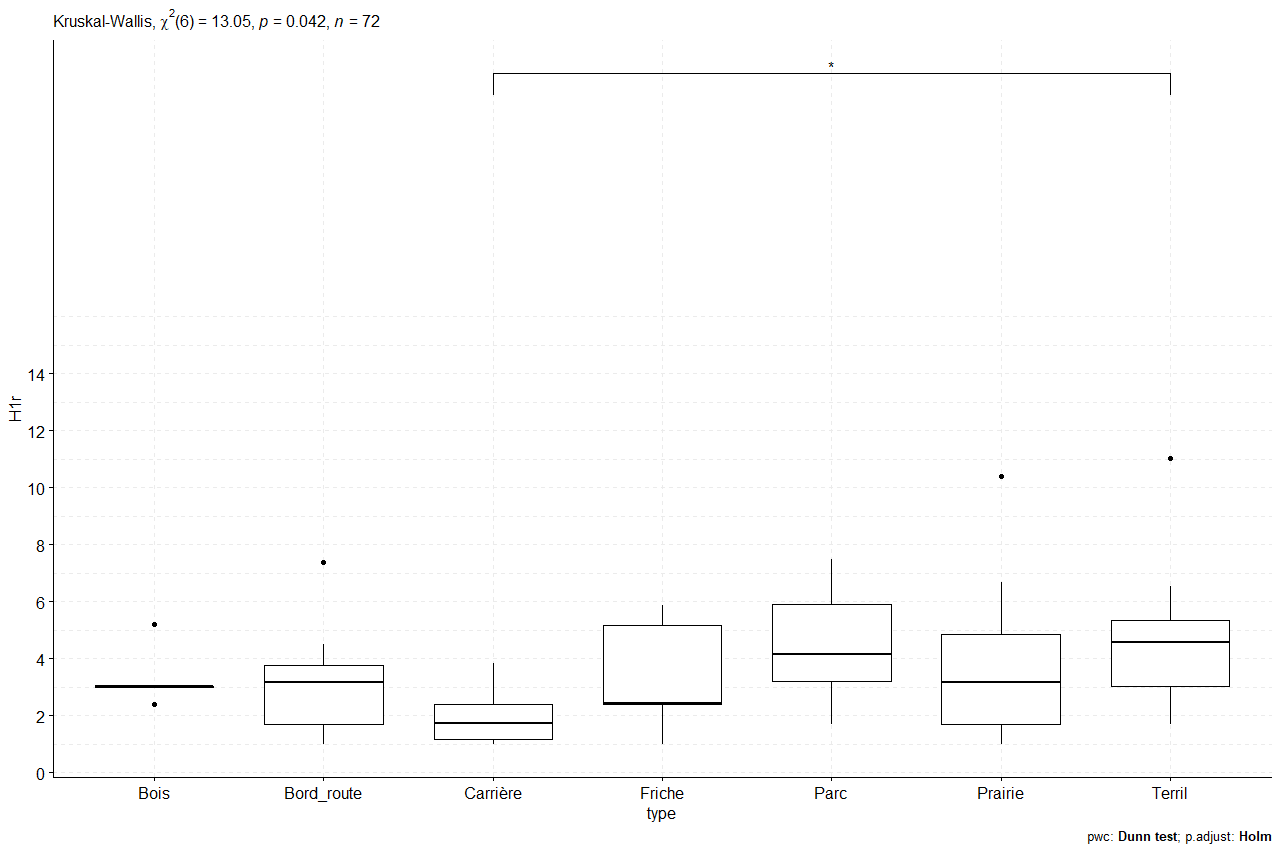 Kruskal-Wallis, χ²(6) = 13.05, p = 0.042, n = 72
*
14
12
10
8
6
4
2
0
H1r
Bois Bord_route Carrière Friche Parc Prairie Terril
type
pwc: Dunn test; p.adjust: Holm